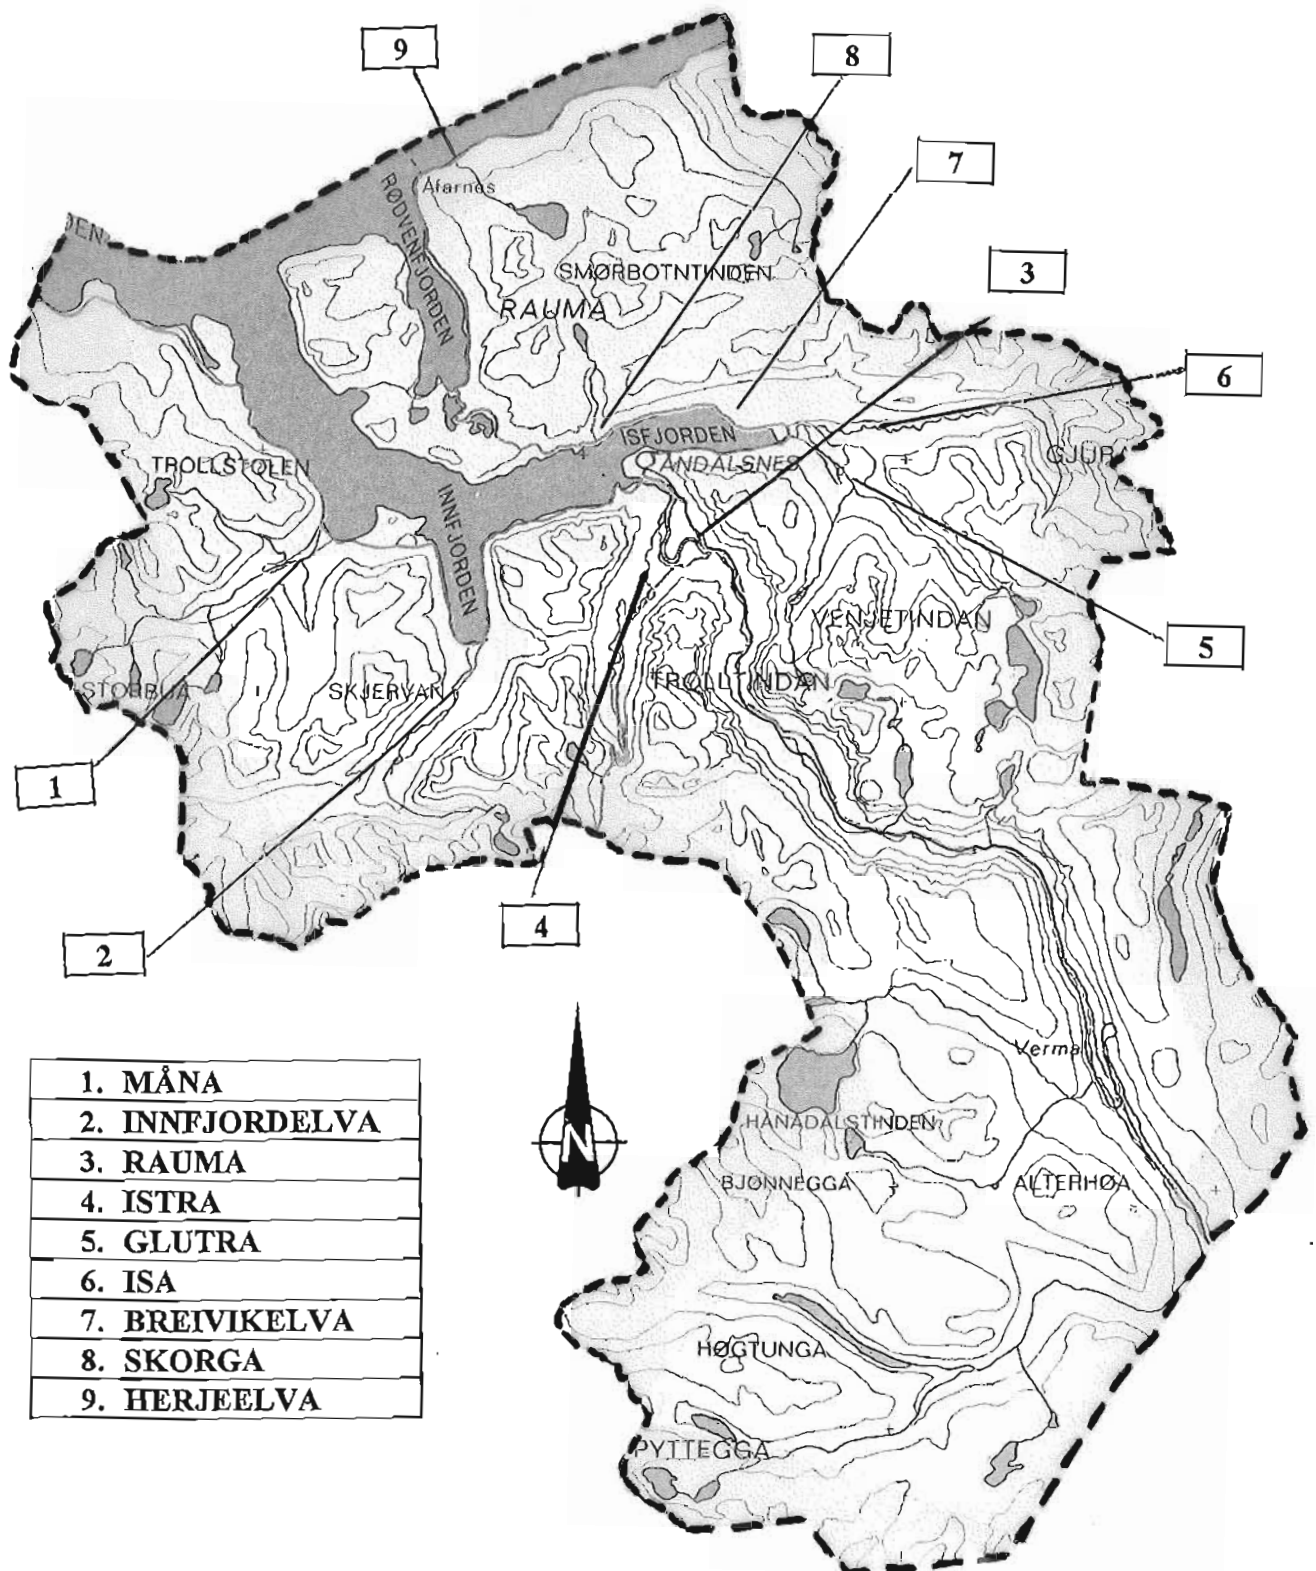 9
8
7
Åfarnes
RØDVENFJORDEN
3
SMØRBOTNTINDEN
RAUMA
6
ISFJORDEN
ÅNDALSNES
GJUR
TROLLSTOLEN
INNFJORDEN
VENJETINDAN
5
STORBUA
SKJERVAN
TROLLTINDAN
1
4
2
Verma
1. MÅNA
2. INNFJORDELVA
3. RAUMA
4. ISTRA
5. GLUTRA
6. ISA
7. BREIVIKELVA
8. SKORGA
9. HERJEELVA
N
HANADALSTINDEN
BJØNNEGGA
ALTERHØA
HØGTUNGA
PYTTEGGA